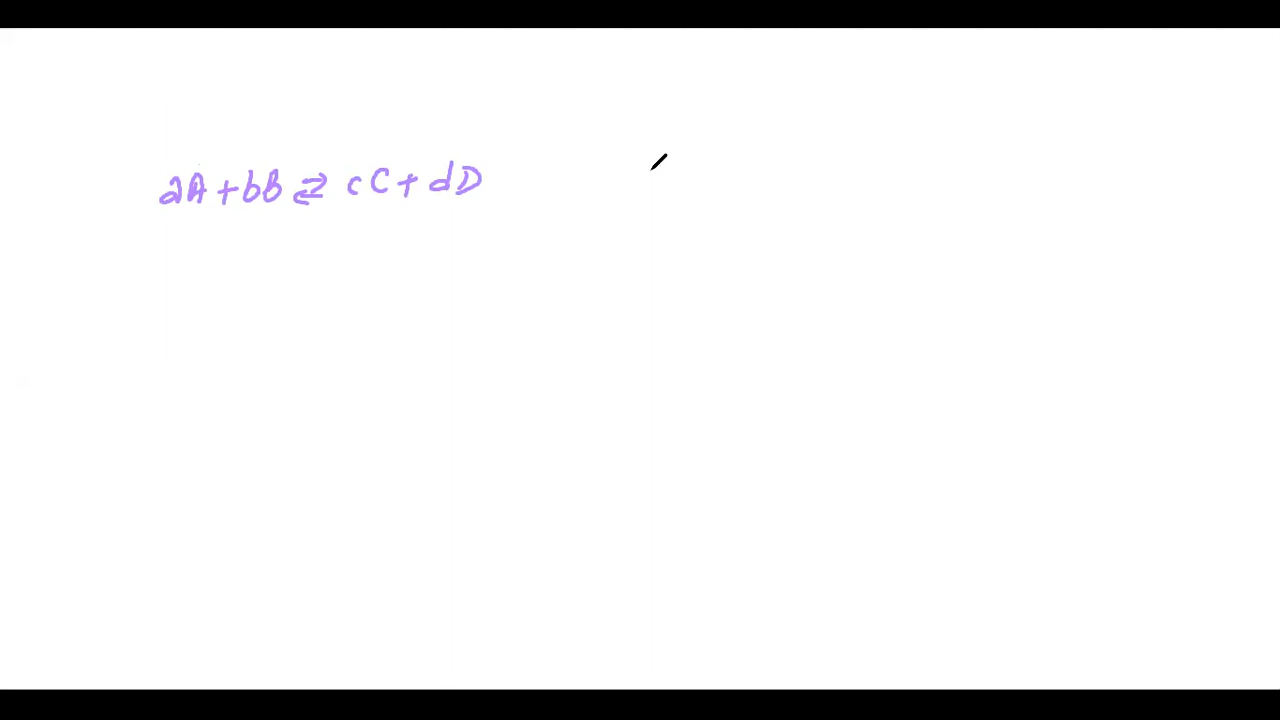 aA + bB ⇄ cC + dD